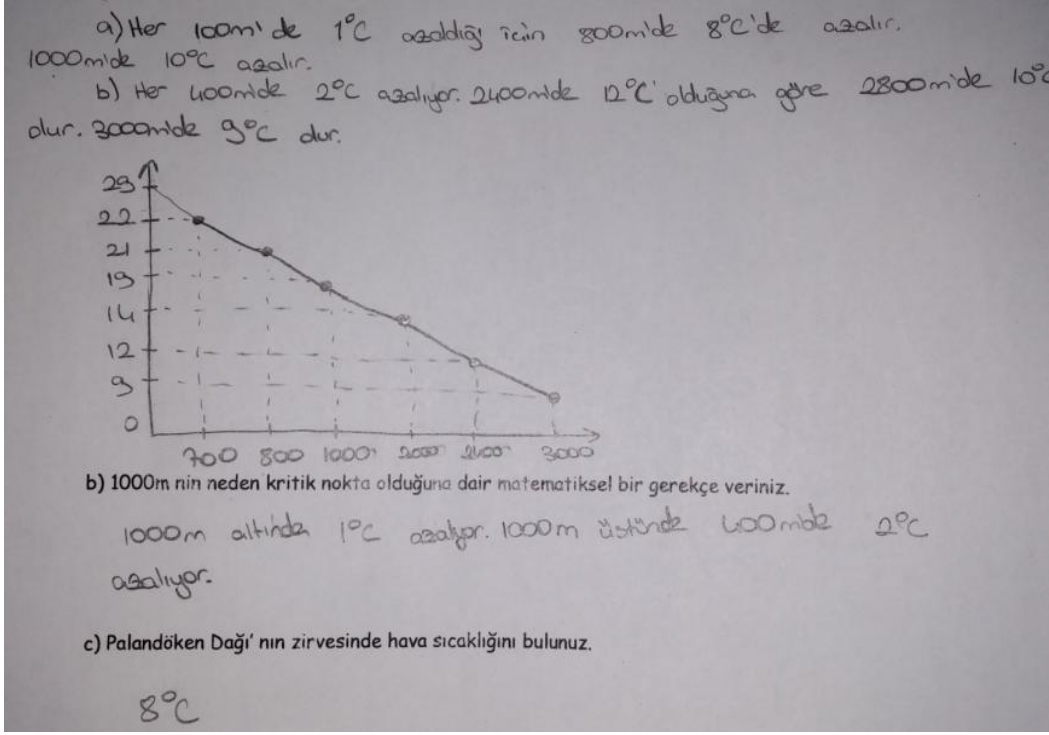 a) Her 100m'de 1°C azaldığı için 800m'de 8°C'de azalır.
1000m'de 10°C azalır.
b) Her 400m'de 2°C azalıyor. 2400m'de 12°C olduğuna göre 2800m'de 10°C
olur. 3000m'de 9°C dur.
29
22
21
19
14
12
9
0
700 800 1000 2000 2400 3000
b) 1000m nin neden kritik nokta olduğuna dair matematiksel bir gerekçe veriniz.
1000m altında 1°C azalıyor. 1000m üstünde 400m'de 2°C
azalıyor.
c) Palandöken Dağı' nın zirvesinde hava sıcaklığını bulunuz.
8°C